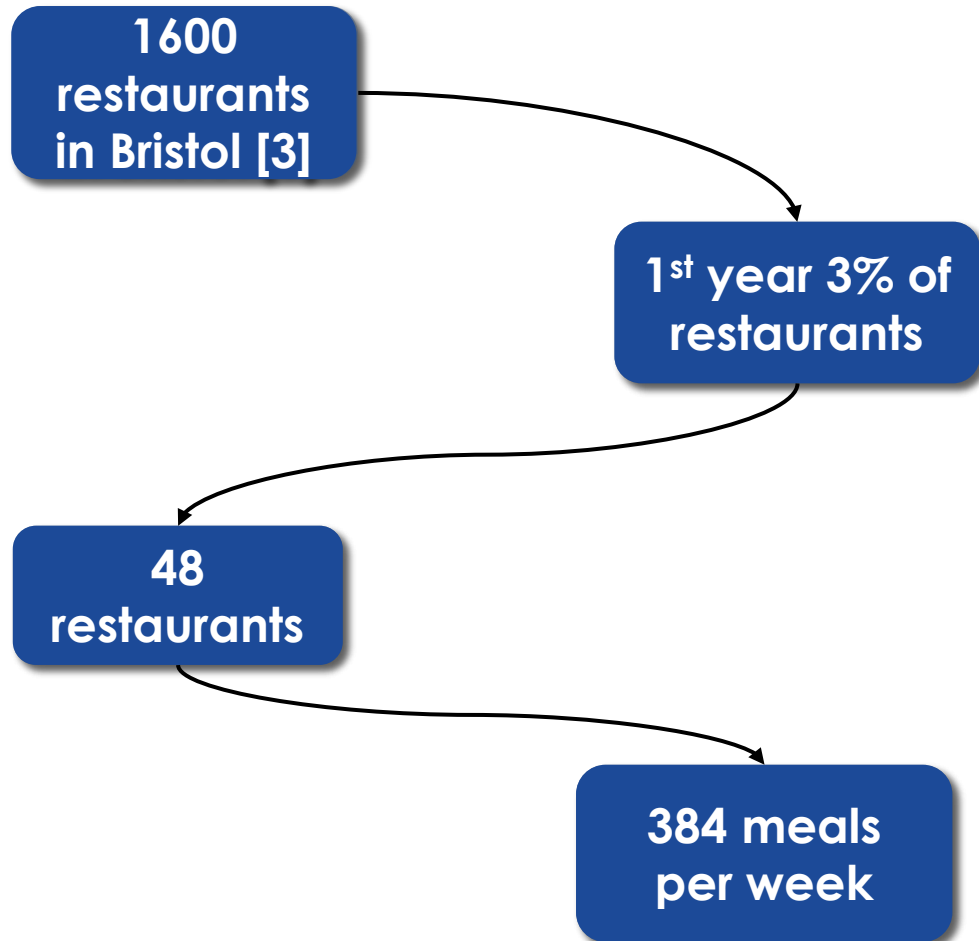 1600
restaurants
in Bristol [3]
1st year 3% of
restaurants
48
restaurants
384 meals
per week